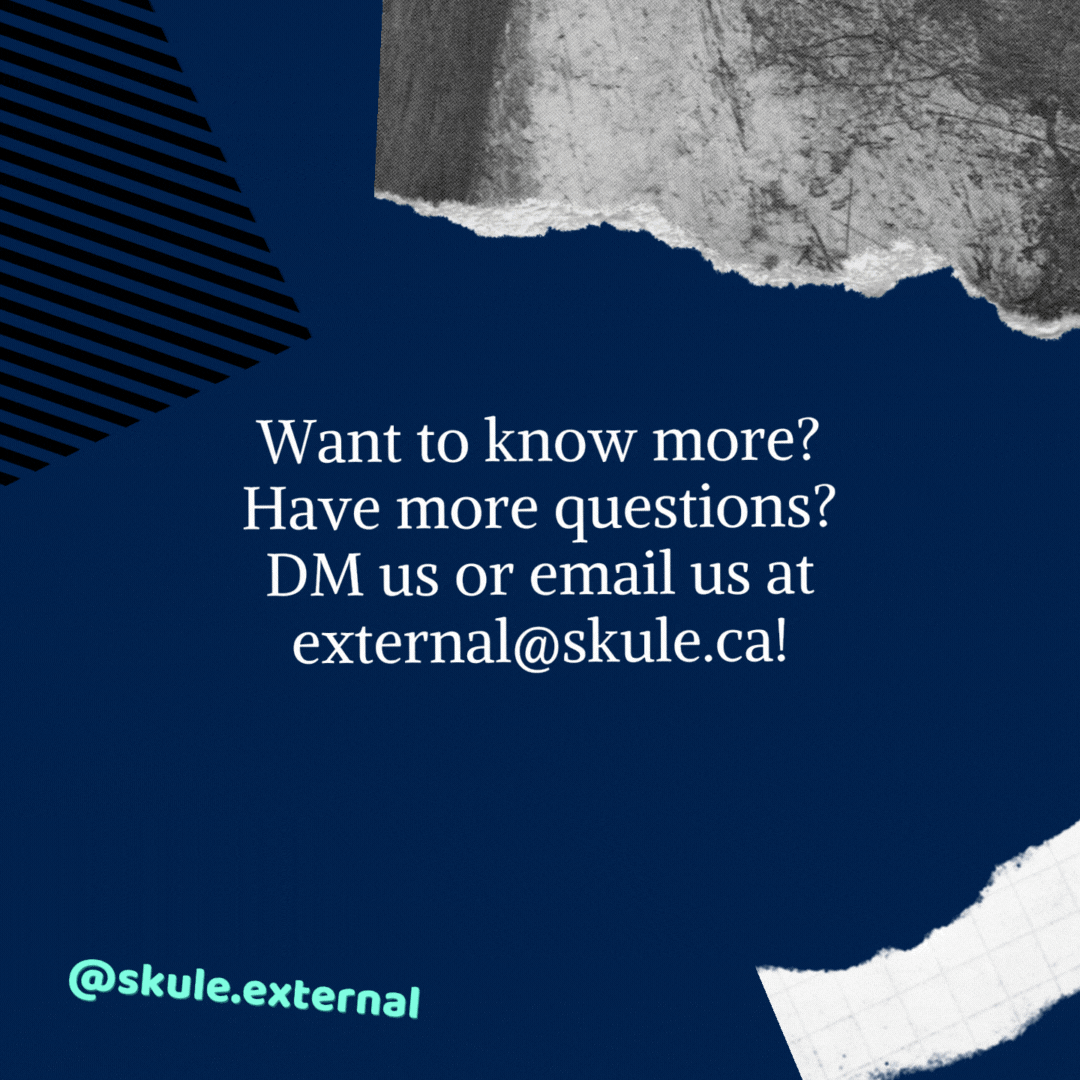 Want to know more?
Have more questions?
DM us or email us at
external@skule.ca!
@skule.external